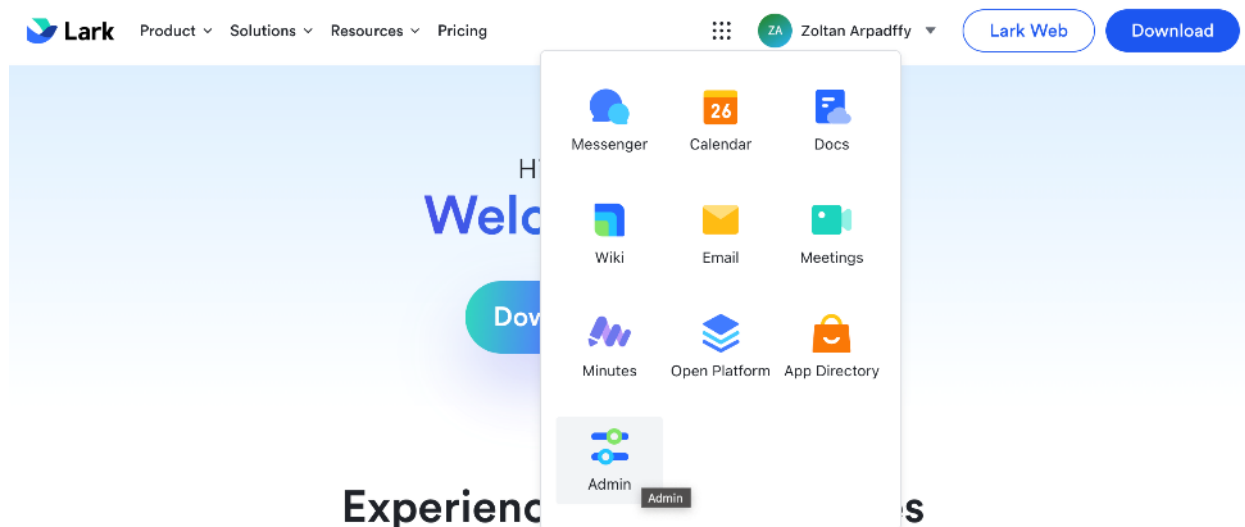 Lark Product Solutions Resources Pricing ZA Zoltan Arpadffy Lark Web Download
Messenger Calendar 26 Docs
Wiki Email Meetings
Minutes Open Platform App Directory
Admin
Admin